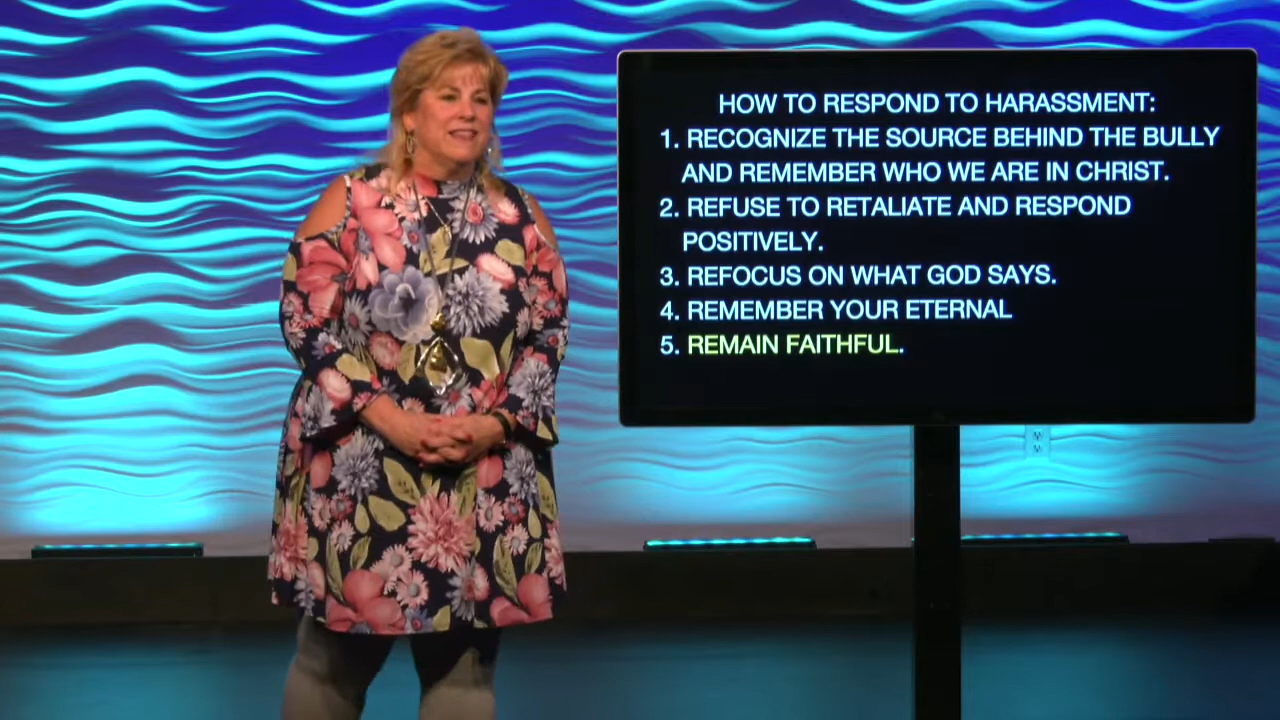 HOW TO RESPOND TO HARASSMENT:
1. RECOGNIZE THE SOURCE BEHIND THE BULLY
AND REMEMBER WHO WE ARE IN CHRIST.
2. REFUSE TO RETALIATE AND RESPOND
POSITIVELY.
3. REFOCUS ON WHAT GOD SAYS.
4. REMEMBER YOUR ETERNAL
5. REMAIN FAITHFUL.